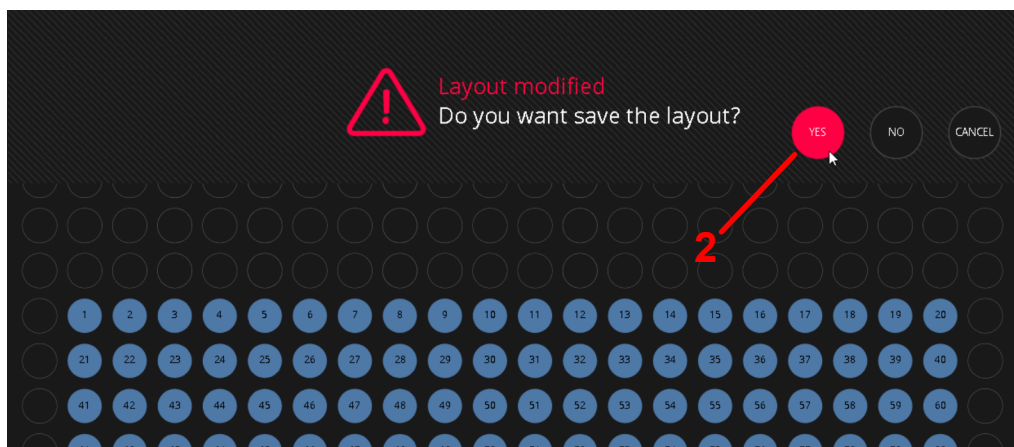 Layout modified
Do you want save the layout?
YES NO CANCEL
2
1 2 3 4 5 6 7 8 9 10 11 12 13 14 15 16 17 18 19 20
21 22 23 24 25 26 27 28 29 30 31 32 33 34 35 36 37 38 39 40
41 42 43 44 45 46 47 48 49 50 51 52 53 54 55 56 57 58 59 60